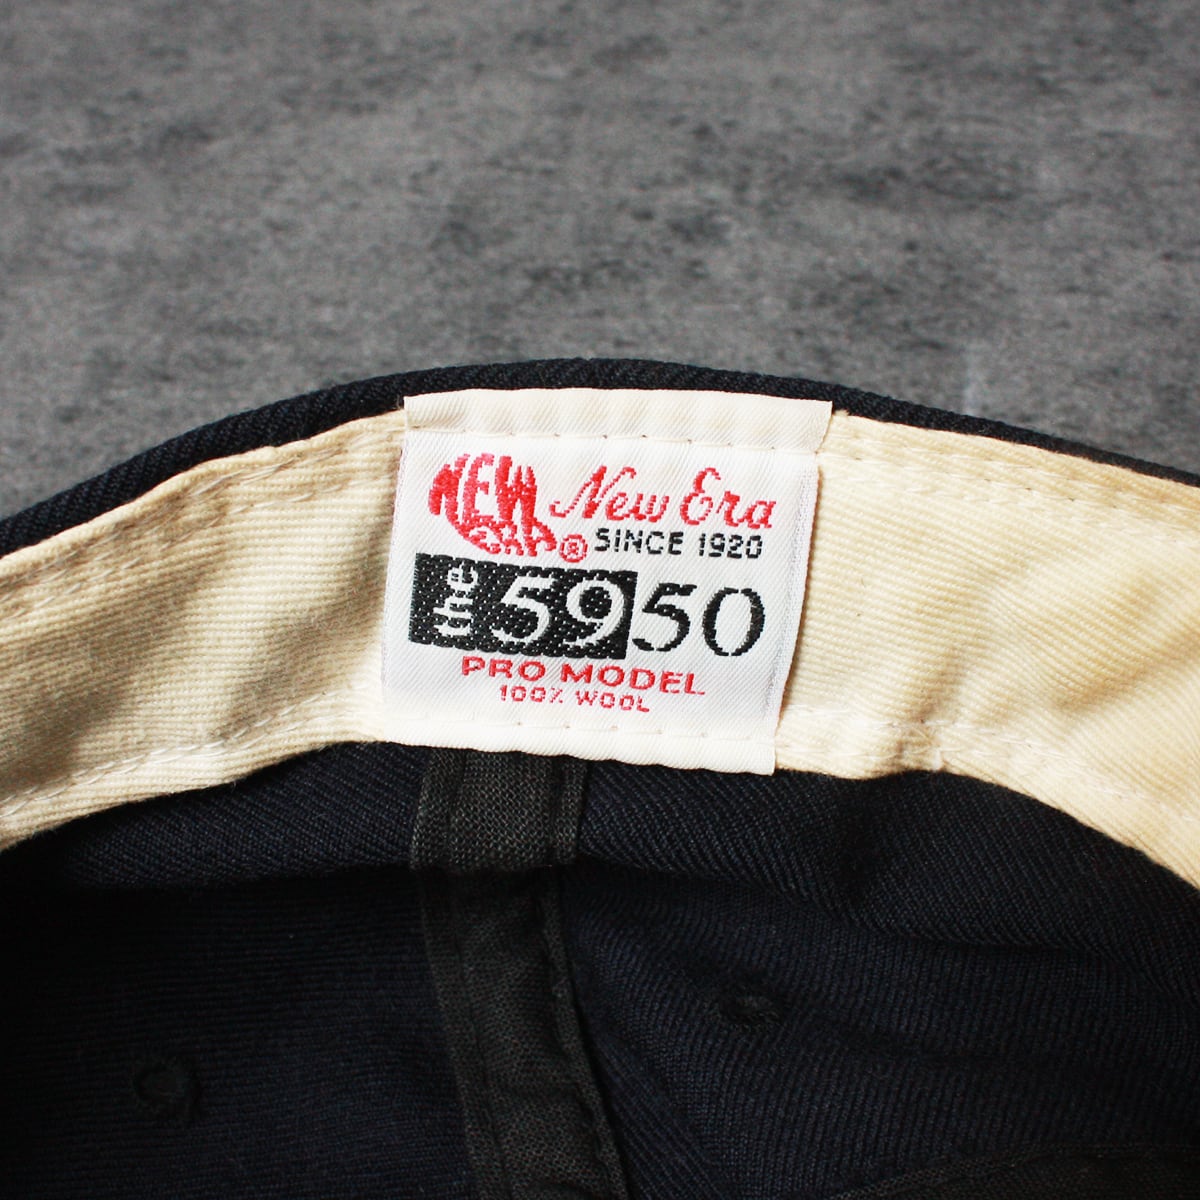 NEW ERA ®
New Era
SINCE 1920
the 5950
PRO MODEL
100% WOOL